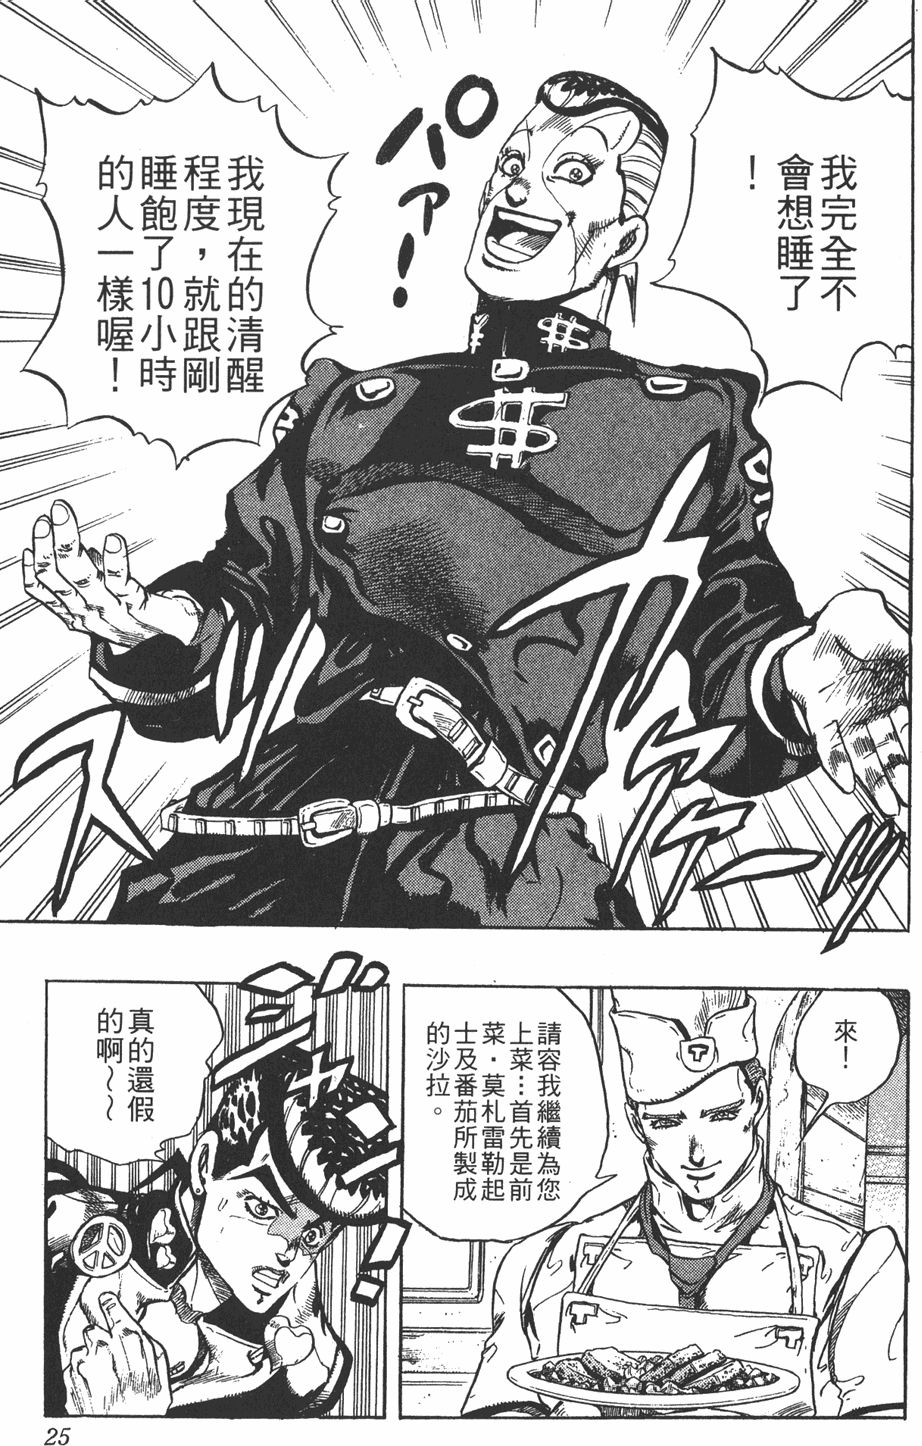 我完全不
會想睡了
!
パァー!
我現在的清醒
程度，就跟剛
睡飽了10小時
的人一樣喔!
來!
請容我繼續為您
上菜…首先是前
菜・莫札雷勒起
士及番茄所製成
的沙拉。
T
真的還假
的啊～～
25